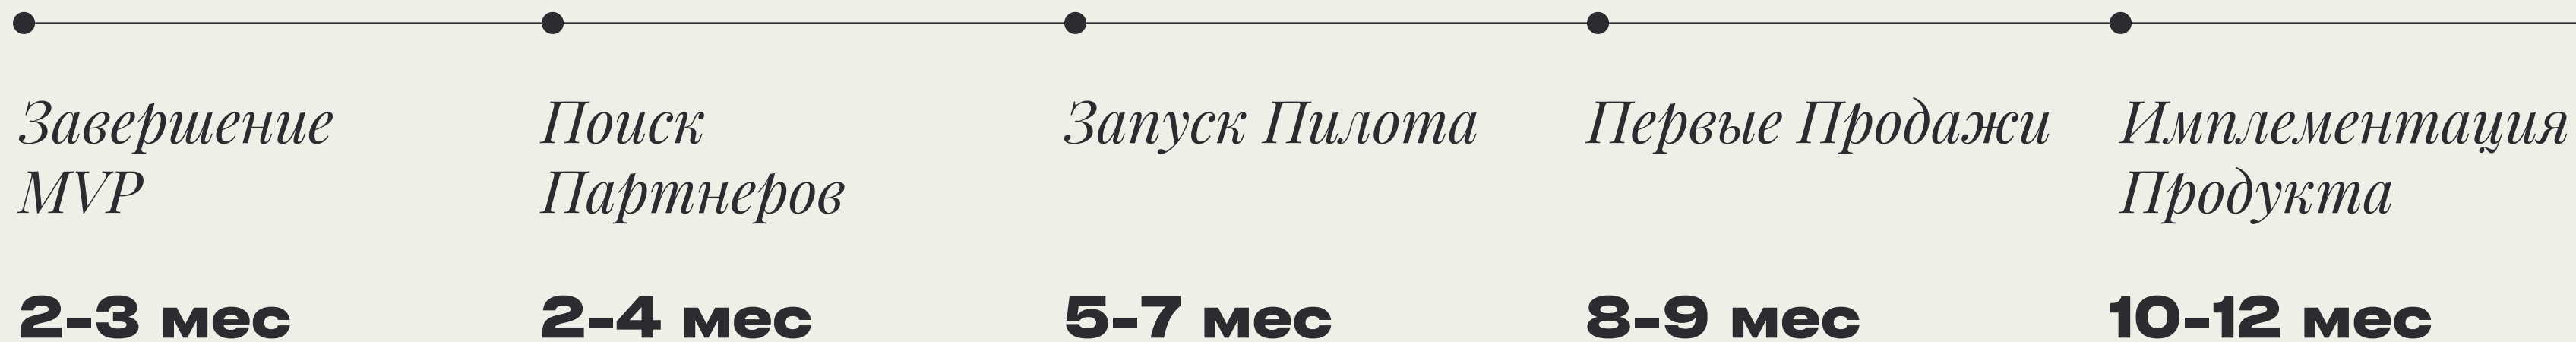 Завершение
MVP
2-3 мес
Поиск
Партнеров
2-4 мес
Запуск Пилота
5-7 мес
Первые Продажи
8-9 мес
Имплементация
Продукта
10-12 мес